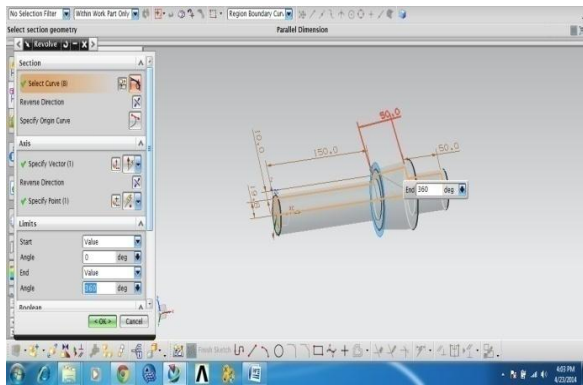 No Selection Filter
Within Work Part Only
Region Boundary Curv
Select section geometry
Parallel Dimension
Revolve
Section
Select Curve (8)
Reverse Direction
Specify Origin Curve
Axis
Specify Vector (1)
Reverse Direction
Specify Point (1)
Limits
Start
Value
Angle
0
deg
End
Value
Angle
360
deg
Boolean
<OK>
Cancel
150.0
50.0
50.0
End 360 deg
Finish Sketch
4:03 PM
4/23/2014